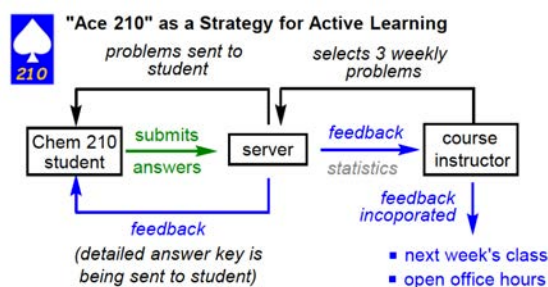 "Ace 210" as a Strategy for Active Learning
210
problems sent to
student
selects 3 weekly
problems
Chem 210
student
submits
answers
server
feedback
statistics
course
instructor
feedback
(detailed answer key is
being sent to student)
feedback
incoporated
▪ next week's class
▪ open office hours